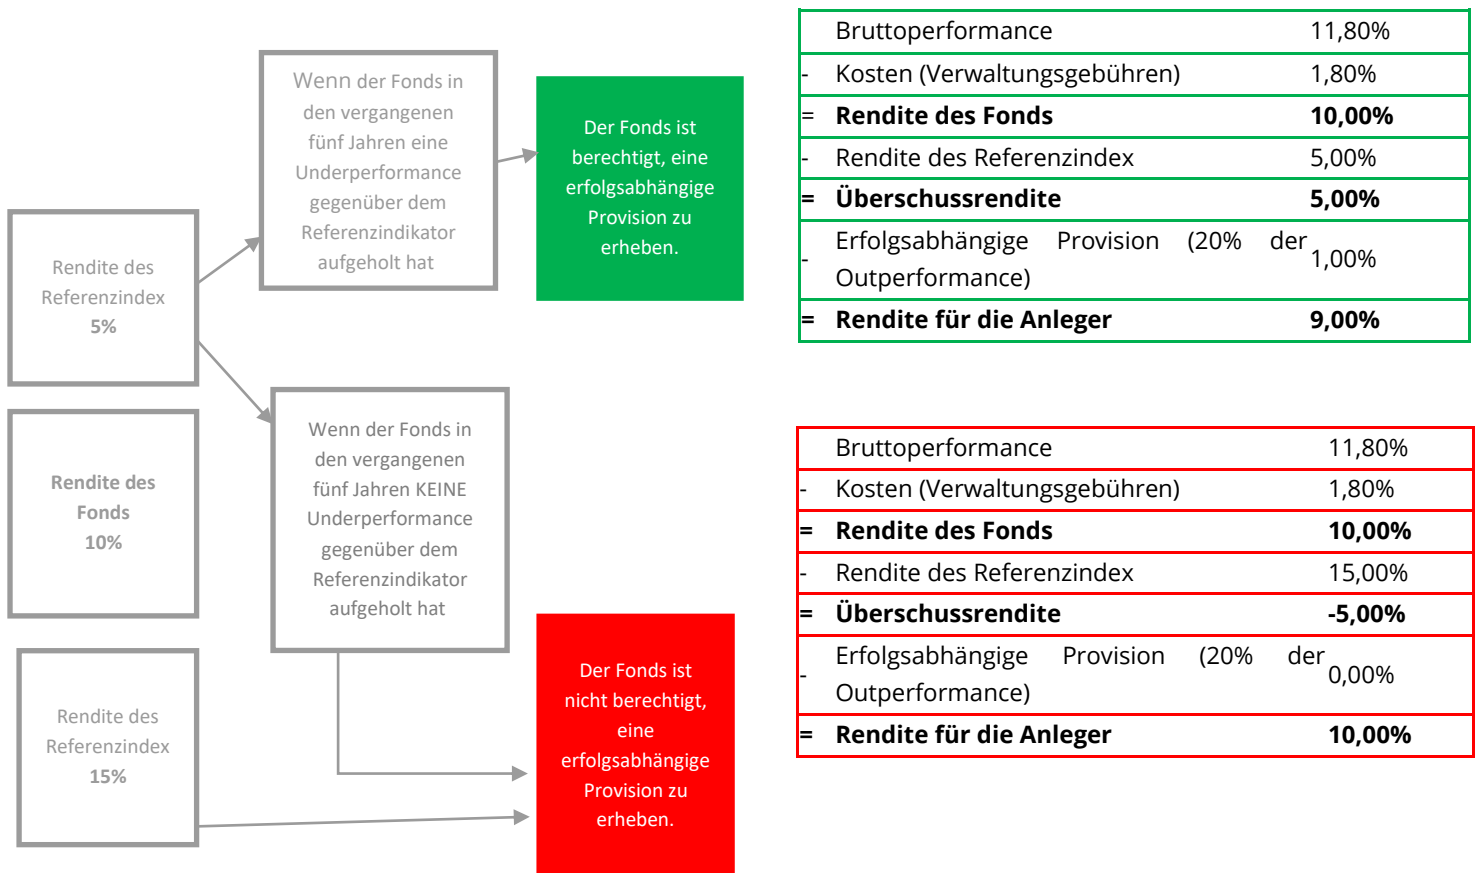 Rendite des
Referenzindex
5%
Rendite des
Fonds
10%
Rendite des
Referenzindex
15%
Wenn der Fonds in
den vergangenen
fünf Jahren eine
Underperformance
gegenüber dem
Referenzindikator
aufgeholt hat
Wenn der Fonds in
den vergangenen
fünf Jahren KEINE
Underperformance
gegenüber dem
Referenzindikator
aufgeholt hat
Der Fonds ist
berechtigt, eine
erfolgsabhängige
Provision zu
erheben.
Der Fonds ist
nicht berechtigt,
eine
erfolgsabhängige
Provision zu
erheben.
Bruttoperformance 11,80%
- Kosten (Verwaltungsgebühren) 1,80%
= Rendite des Fonds 10,00%
- Rendite des Referenzindex 5,00%
= Überschussrendite 5,00%
- Erfolgsabhängige Provision (20% der
Outperformance) 1,00%
= Rendite für die Anleger 9,00%
Bruttoperformance 11,80%
- Kosten (Verwaltungsgebühren) 1,80%
= Rendite des Fonds 10,00%
- Rendite des Referenzindex 15,00%
= Überschussrendite -5,00%
- Erfolgsabhängige Provision (20% der
Outperformance) 0,00%
= Rendite für die Anleger 10,00%